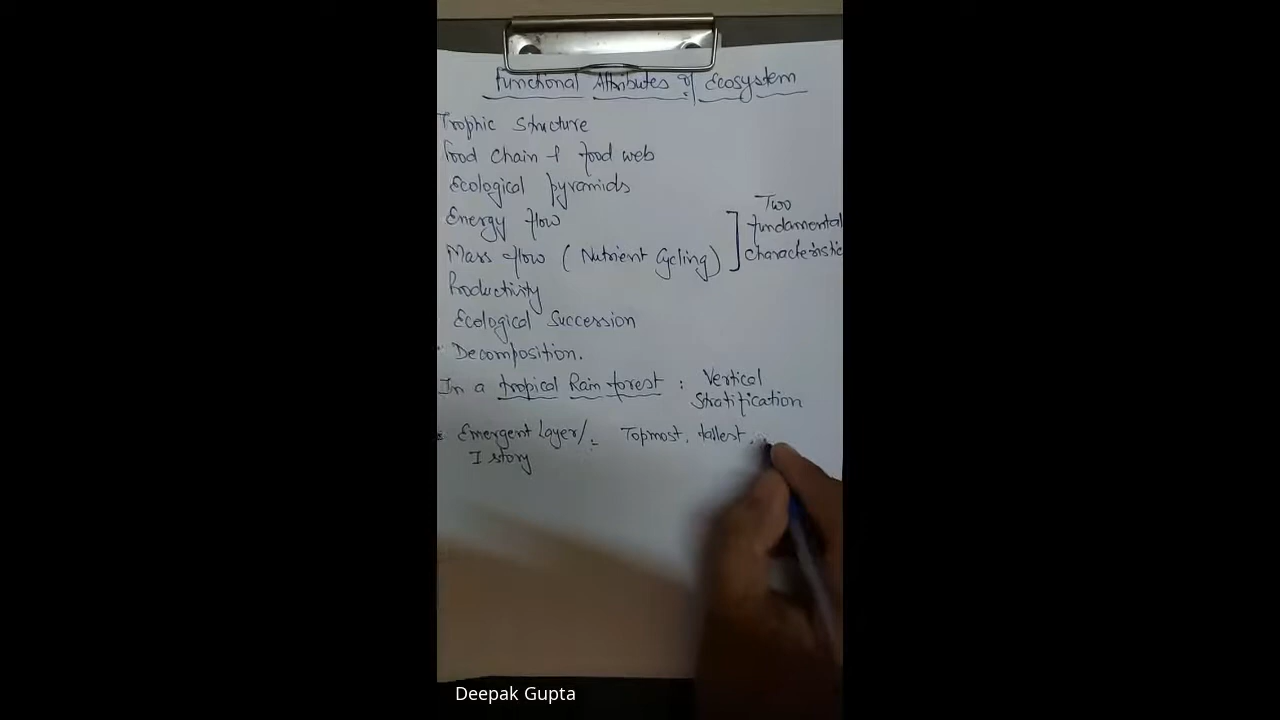 Functional Attributes of Ecosystem
Trophic Structure
Food Chain & food web
Ecological pyramids
Energy flow
Mass flow ( Nutrient Cycling)
Two
fundamental
characteristic
Productivity
Ecological Succession
Decomposition.
In a tropical Rain forest : Vertical
Stratification
Emergent Layer/: Topmost, tallest
I story
Deepak Gupta